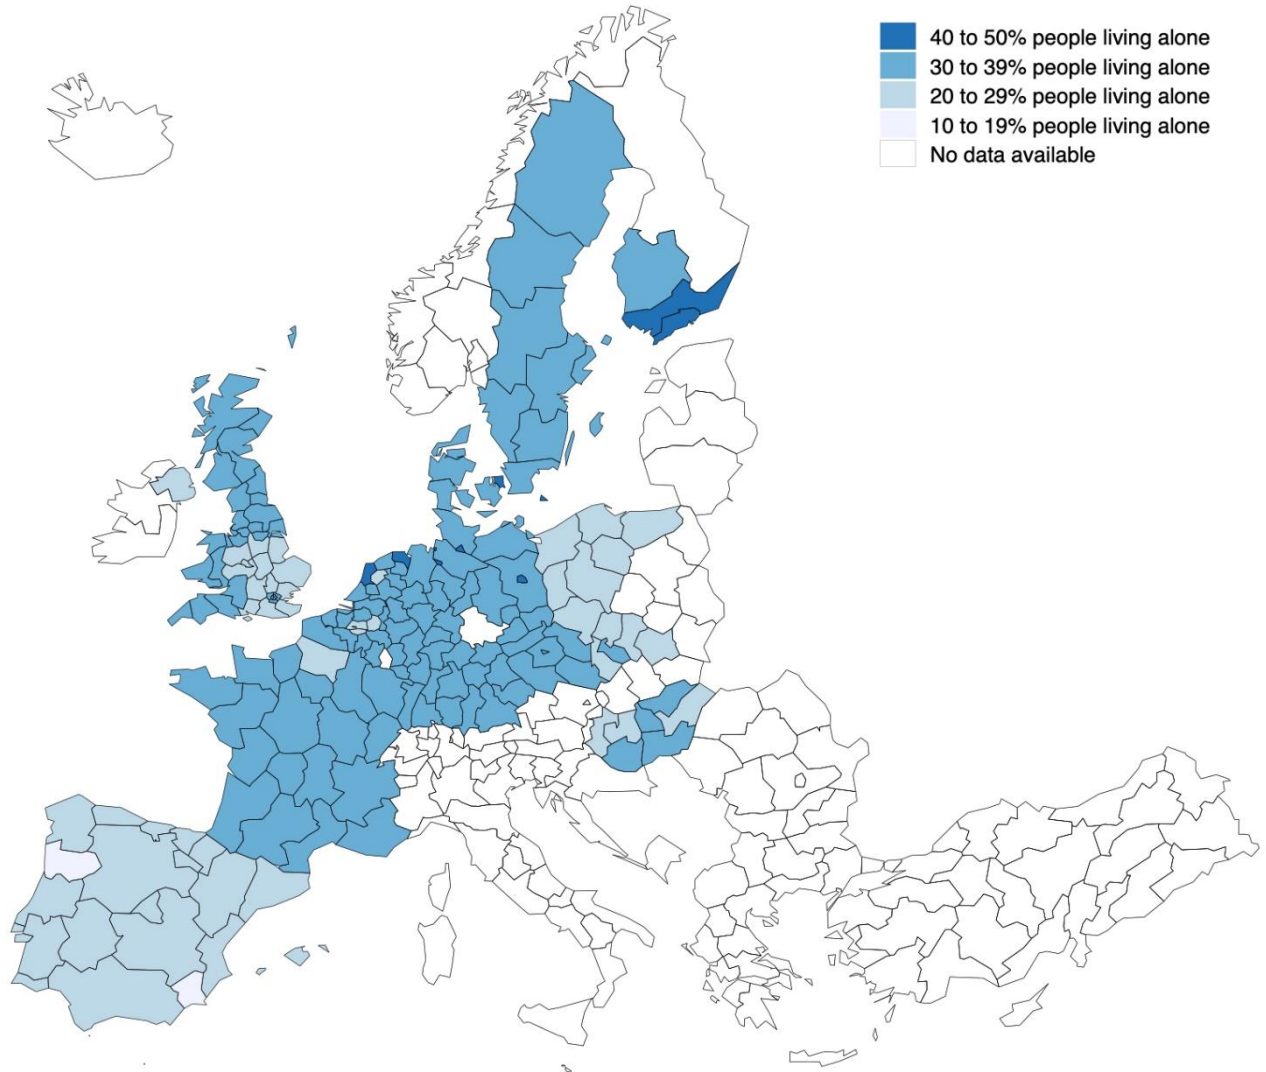 40 to 50% people living alone
30 to 39% people living alone
20 to 29% people living alone
10 to 19% people living alone
No data available